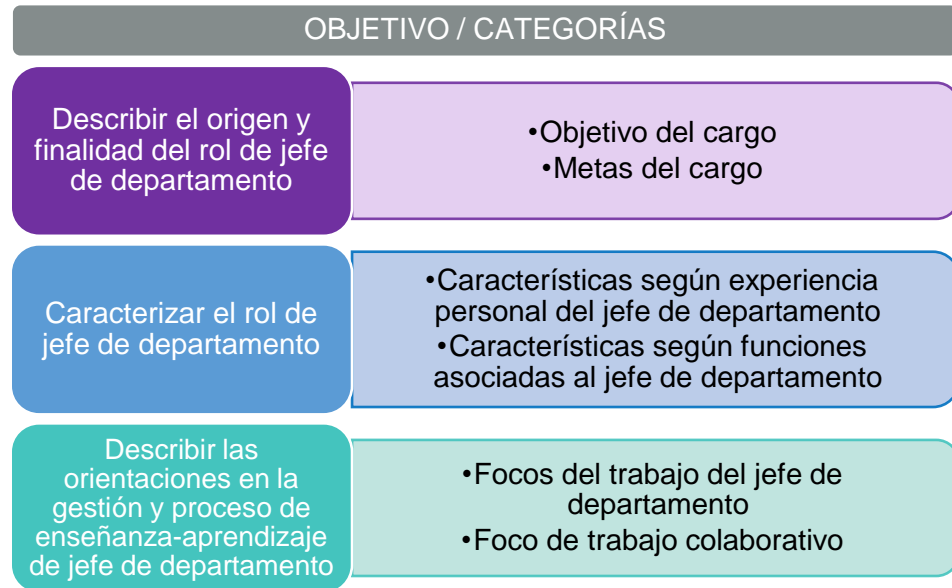 OBJETIVO / CATEGORÍAS
Describir el origen y
finalidad del rol de jefe
de departamento
•Objetivo del cargo
•Metas del cargo
Caracterizar el rol de
jefe de departamento
•Características según experiencia
personal del jefe de departamento
•Características según funciones
asociadas al jefe de departamento
Describir las
orientaciones en la
gestión y proceso de
enseñanza-aprendizaje
de jefe de departamento
•Focos del trabajo del jefe de
departamento
•Foco de trabajo colaborativo